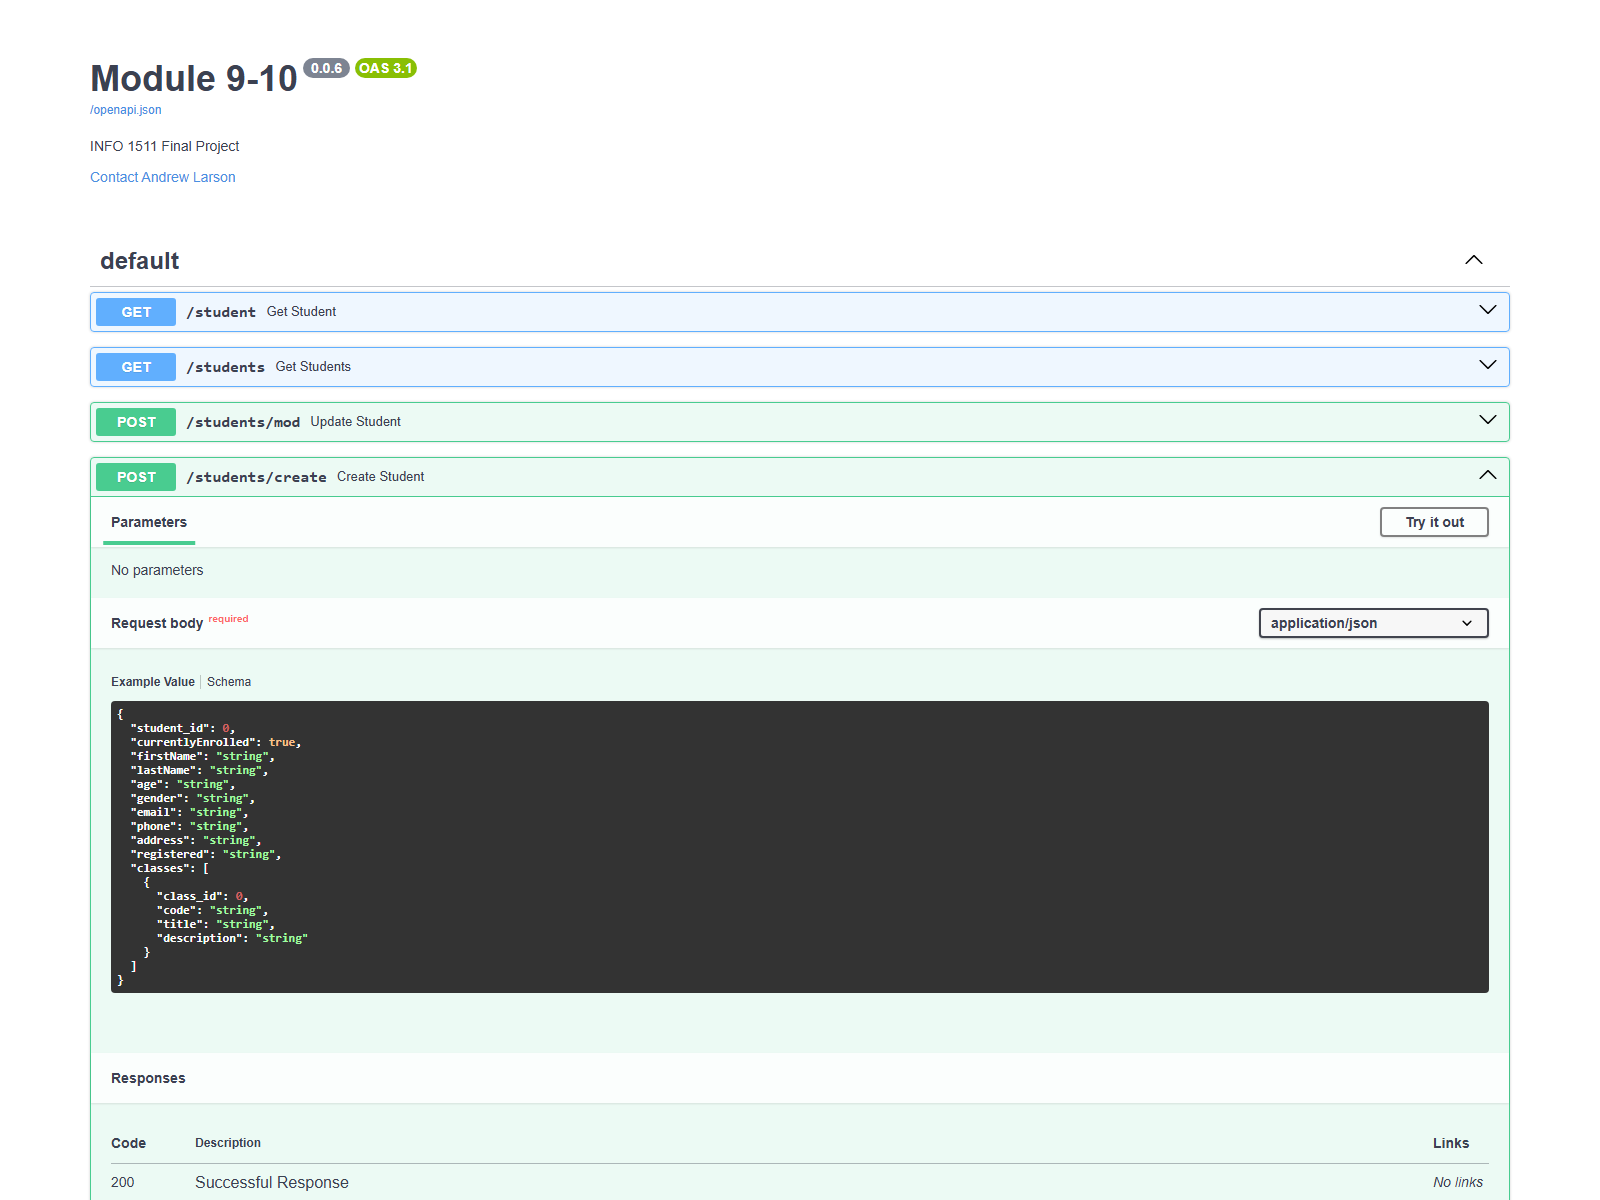 Module 9-10 0.0.6 OAS 3.1
/openapi.json
INFO 1511 Final Project
Contact Andrew Larson
default
GET /student Get Student
GET /students Get Students
POST /students/mod Update Student
POST /students/create Create Student
Parameters Try it out
No parameters
Request body required application/json
Example Value Schema
{
  "student_id": 0,
  "currentlyEnrolled": true,
  "firstName": "string",
  "lastName": "string",
  "age": "string",
  "gender": "string",
  "email": "string",
  "phone": "string",
  "address": "string",
  "registered": "string",
  "classes": [
    {
      "class_id": 0,
      "code": "string",
      "title": "string",
      "description": "string"
    }
  ]
}
Responses
Code Description Links
200 Successful Response No links